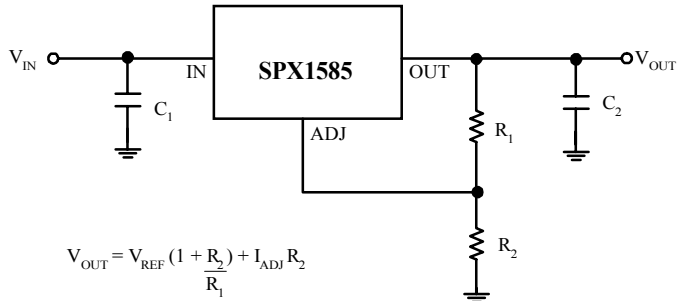 V_IN
IN
SPX1585
OUT
V_OUT
C_1
ADJ
R_1
C_2
R_2
V_OUT = V_REF (1 + R_2/R_1) + I_ADJ R_2